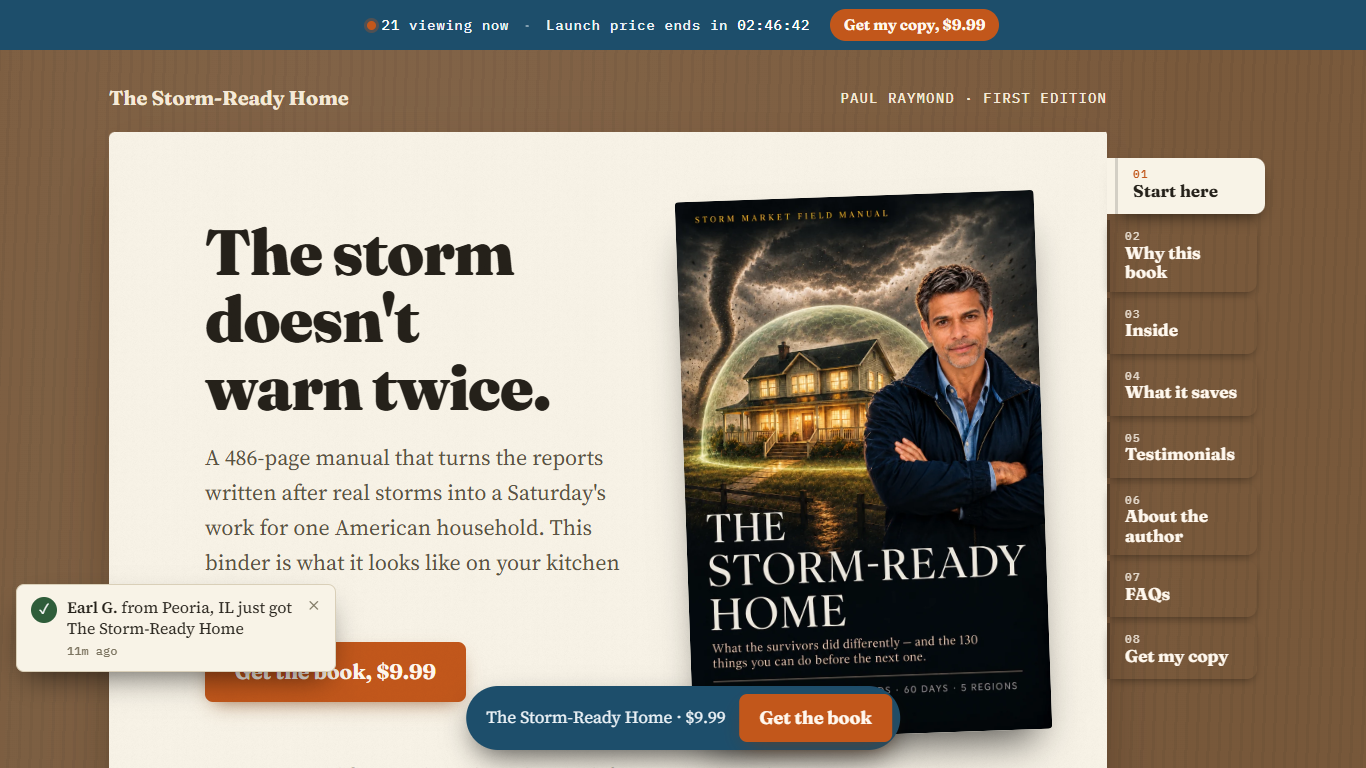 21 viewing now · Launch price ends in 02:46:42 Get my copy, $9.99
The Storm-Ready Home
PAUL RAYMOND · FIRST EDITION
The storm
doesn't
warn twice.
A 486-page manual that turns the reports
written after real storms into a Saturday's
work for one American household. This
binder is what it looks like on your kitchen
Get the book, $9.99
STORM MARKET FIELD MANUAL
THE
STORM-READY
HOME
What the survivors did differently — and the 130
things you can do before the next one.
· 60 DAYS · 5 REGIONS
01
Start here
02
Why this
book
03
Inside
04
What it saves
05
Testimonials
06
About the
author
07
FAQs
08
Get my copy
Earl G. from Peoria, IL just got
The Storm-Ready Home
11m ago
The Storm-Ready Home · $9.99 Get the book